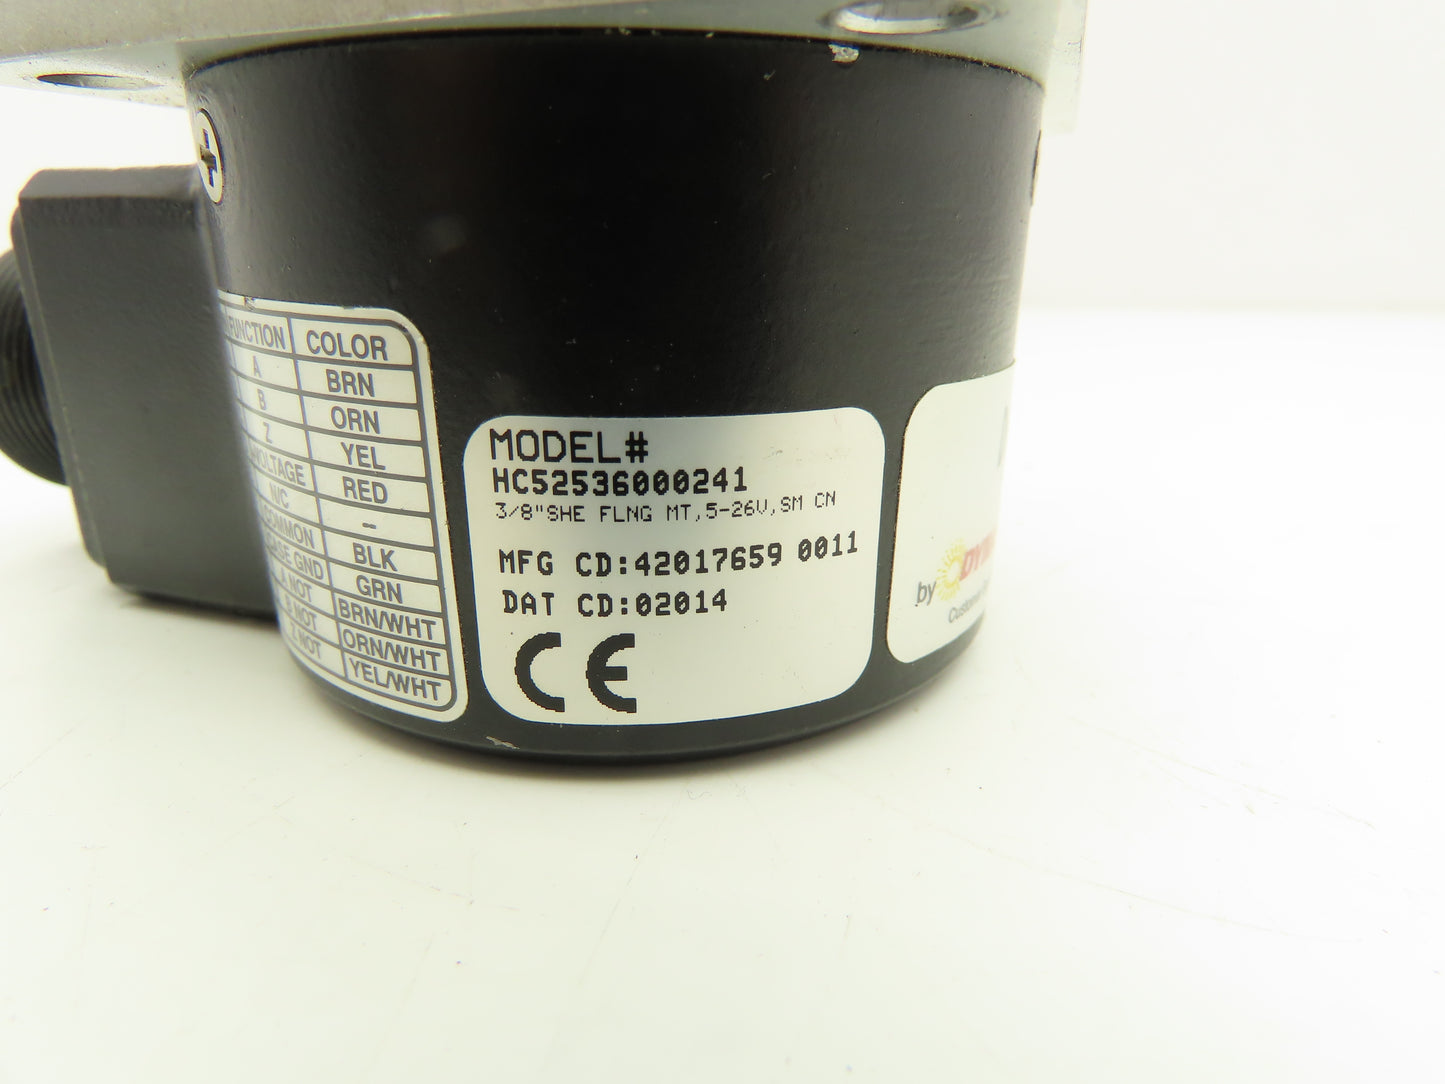 FUNCTION COLOR
A BRN
B ORN
Z YEL
VOLTAGE RED
N/C -
COMMON BLK
CASE GND GRN
A NOT BRN/WHT
B NOT ORN/WHT
Z NOT YEL/WHT
MODEL#
HC52536000241
3/8"SHE FLNG MT,5-26V,SM CN
MFG CD:42017659 0011
DAT CD:02014
CE
by